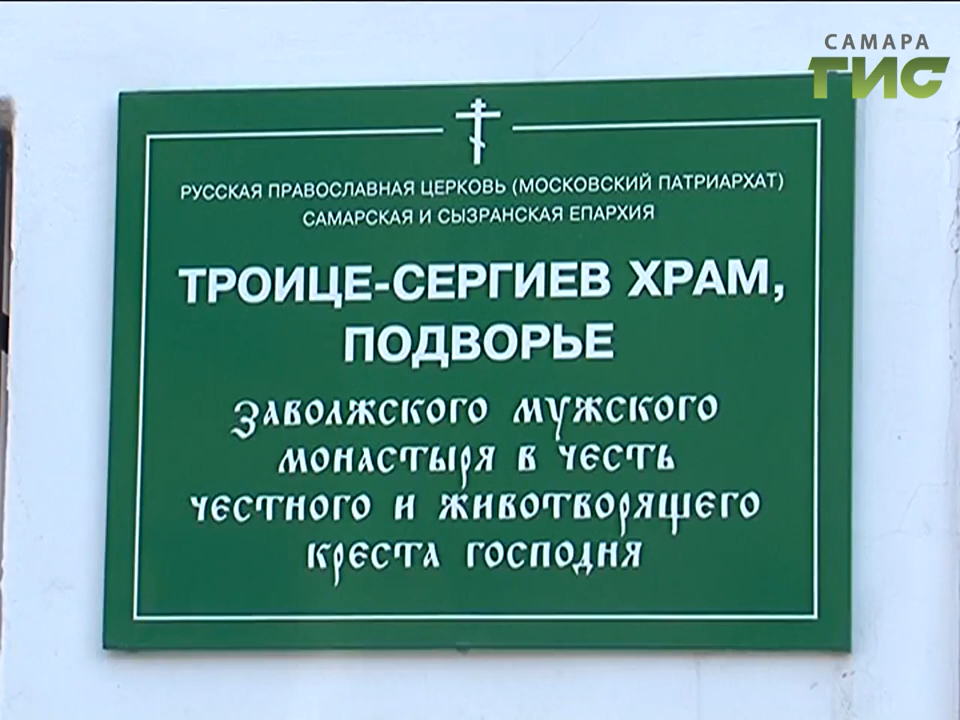 САМАРА
ГИС
РУССКАЯ ПРАВОСЛАВНАЯ ЦЕРКОВЬ (МОСКОВСКИЙ ПАТРИАРХАТ)
САМАРСКАЯ И СЫЗРАНСКАЯ ЕПАРХИЯ
ТРОИЦЕ-СЕРГИЕВ ХРАМ,
ПОДВОРЬЕ
Заволжского мужского
монастыря в честь
честного и животворящего
креста господня